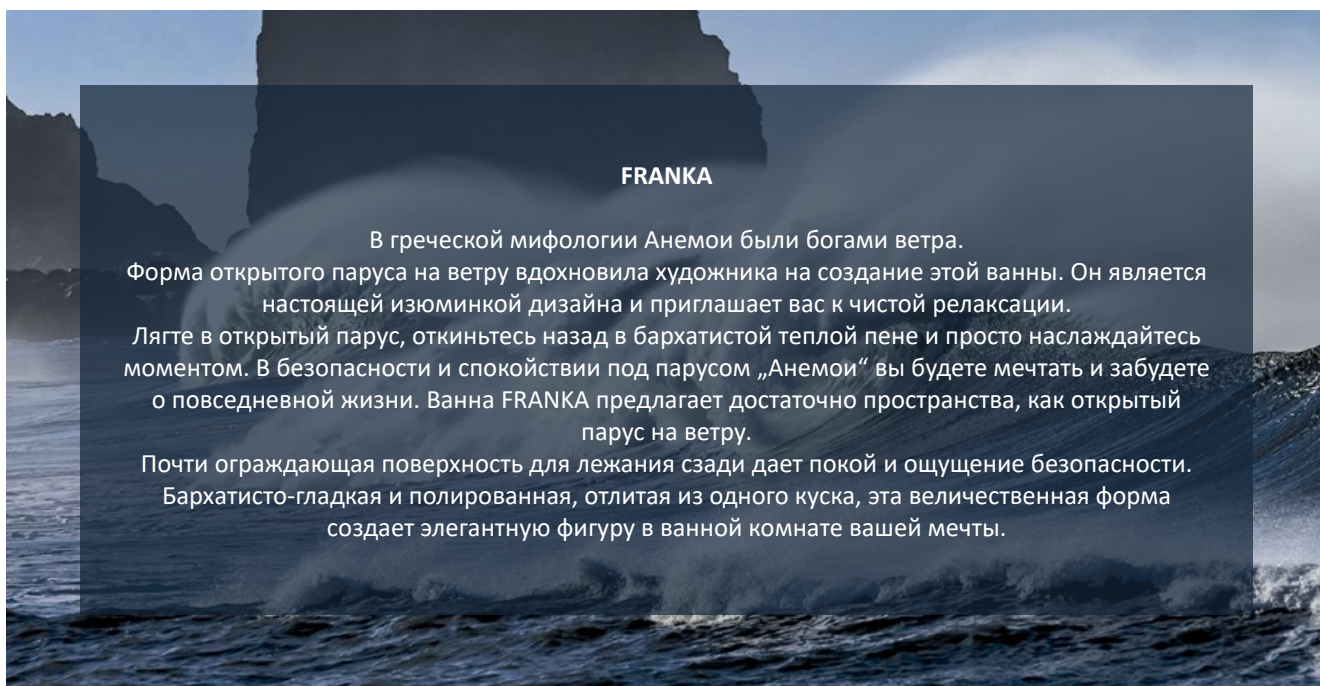 FRANKA
В греческой мифологии Анемои были богами ветра.
Форма открытого паруса на ветру вдохновила художника на создание этой ванны. Он является
настоящей изюминкой дизайна и приглашает вас к чистой релаксации.
Лягте в открытый парус, откиньтесь назад в бархатистой теплой пене и просто наслаждайтесь
моментом. В безопасности и спокойствии под парусом „Анемои“ вы будете мечтать и забудете
о повседневной жизни. Ванна FRANKA предлагает достаточно пространства, как открытый
парус на ветру.
Почти ограждающая поверхность для лежания сзади дает покой и ощущение безопасности.
Бархатисто-гладкая и полированная, отлитая из одного куска, эта величественная форма
создает элегантную фигуру в ванной комнате вашей мечты.